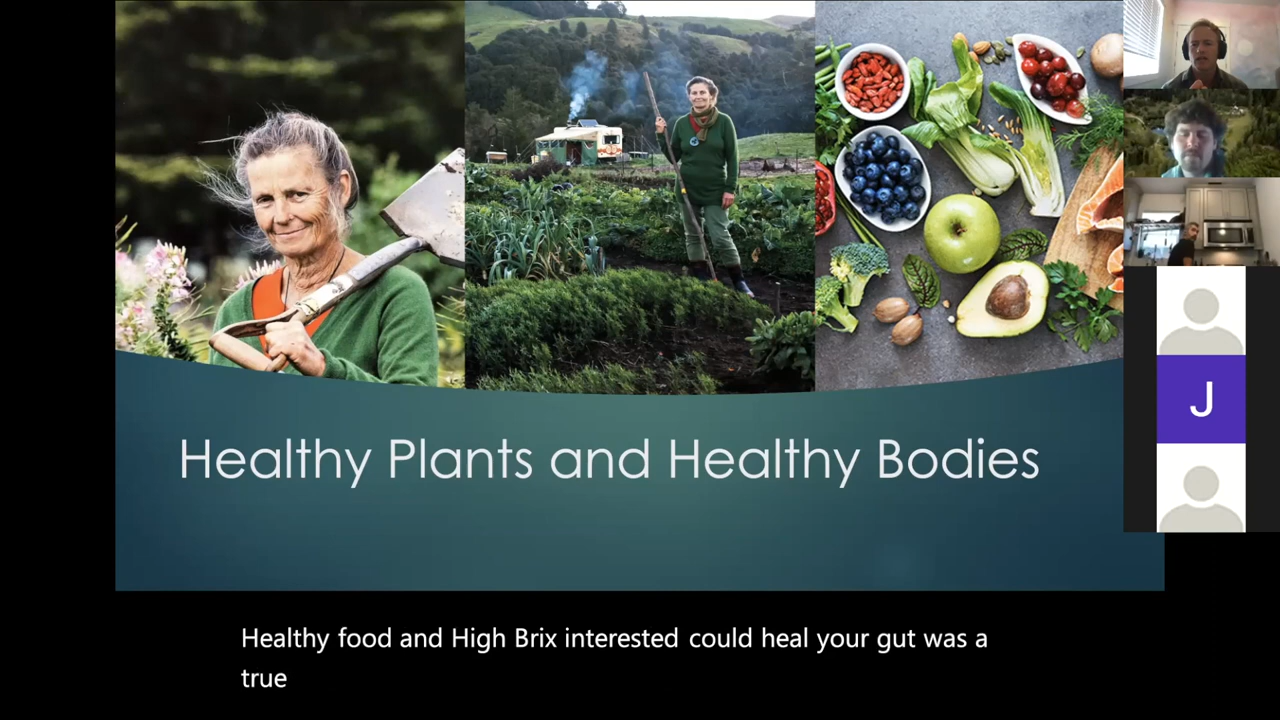 Healthy Plants and Healthy Bodies
J
Healthy food and High Brix interested could heal your gut was a
true